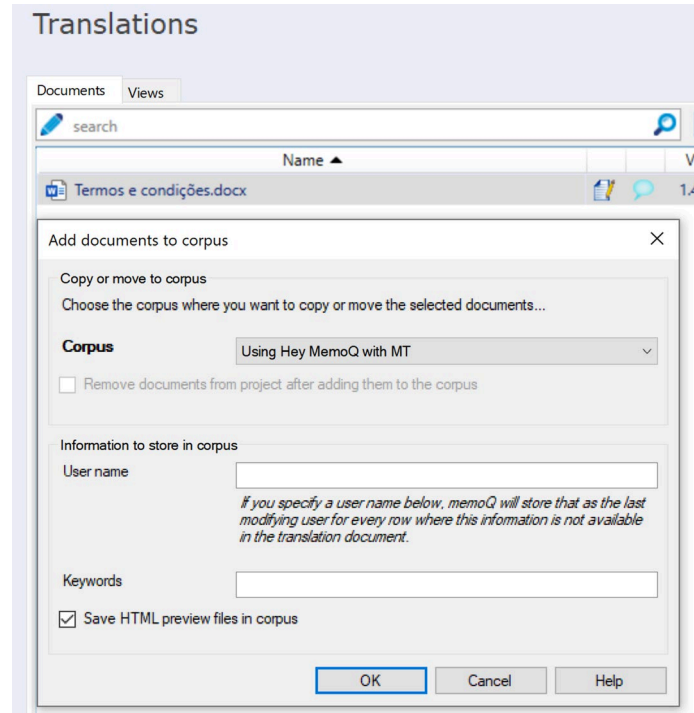 Translations
Documents Views
search
Name V
Termos e condições.docx 1.4
Add documents to corpus
Copy or move to corpus
Choose the corpus where you want to copy or move the selected documents...
Corpus Using Hey MemoQ with MT
Remove documents from project after adding them to the corpus
Information to store in corpus
User name
If you specify a user name below, memoQ will store that as the last
modifying user for every row where this information is not available
in the translation document.
Keywords
Save HTML preview files in corpus
OK Cancel Help